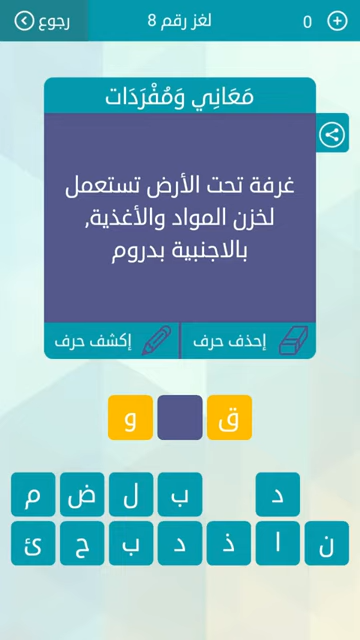 رجوع
لغز رقم 8
0
مَعَانِي وَمُفْرَدَات
غرفة تحت الأرض تستعمل
لخزن المواد والأغذية,
بالاجنبية بدروم
إحذف حرف
إكشف حرف
ق و
د ب ل ض م
ن ا ذ د ب ح ئ